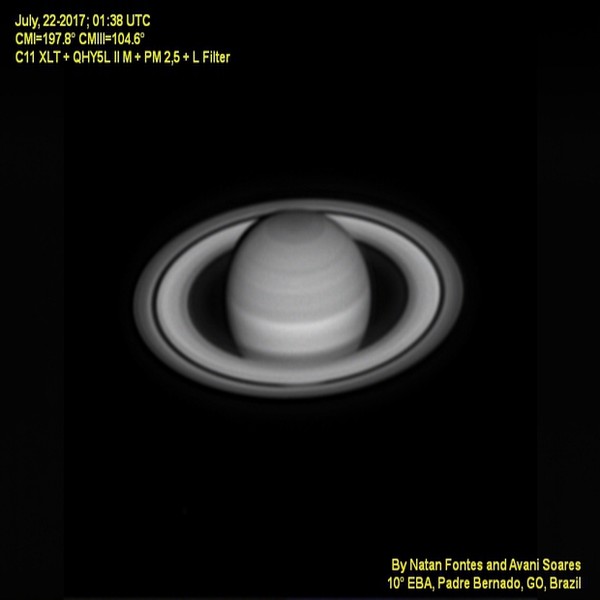 July, 22-2017; 01:38 UTC
CMI=197.8° CMIII=104.6°
C11 XLT + QHY5L II M + PM 2,5 + L Filter
By Natan Fontes and Avani Soares
10° EBA, Padre Bernado, GO, Brazil